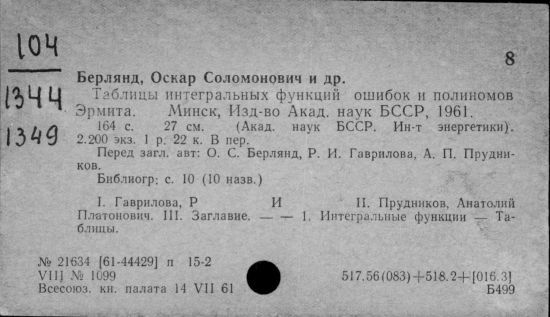 104
1344
1349
8
Берлянд, Оскар Соломонович и др.
Таблицы интегральных функций ошибок и полиномов
Эрмита. Минск, Изд-во Акад. наук БССР, 1961.
164 с. 27 см. (Акад. наук БССР. Ин-т энергетики).
2.200 экз. 1 р. 22 к. В пер.
Перед загл. авт: О. С. Берлянд, Р. И. Гаврилова, А. П. Прудни-
ков.
Библиогр: с. 10 (10 назв.)
I. Гаврилова, Р И II. Прудников, Анатолий
Платонович. III. Заглавие. — — 1. Интегральные функции — Та-
блицы.
№ 21634 [61-44429] п 15-2
VIII № 1099
Всесоюз. кн. палата 14 VII 61
517.56(083)+518.2+[016.3]
Б499